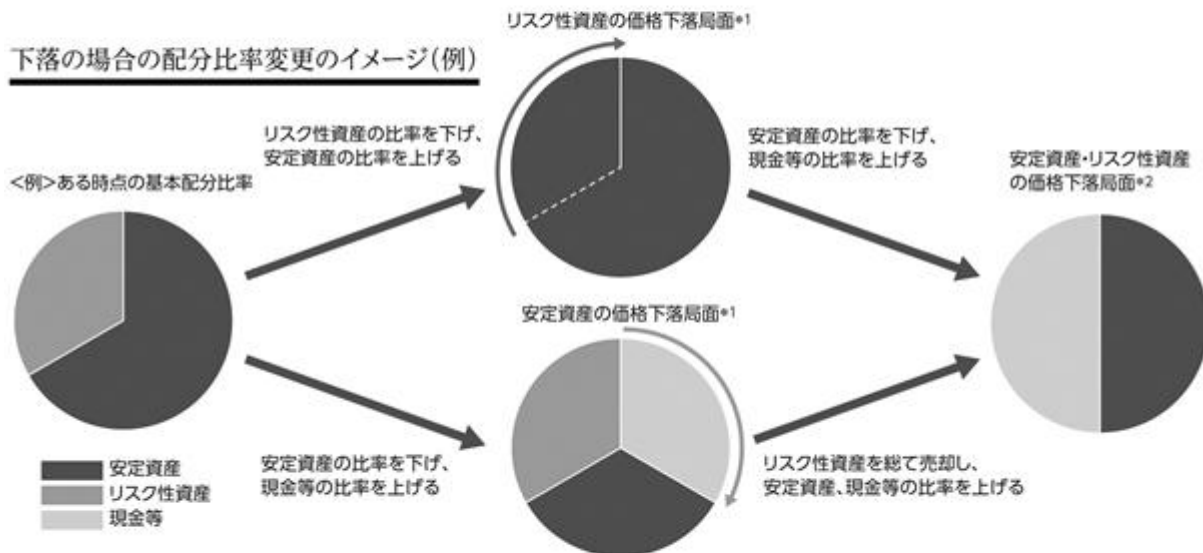 リスク性資産の価格下落局面*1
下落の場合の配分比率変更のイメージ(例)
リスク性資産の比率を下げ、
安定資産の比率を上げる
安定資産の比率を下げ、
現金等の比率を上げる
安定資産・リスク性資産
の価格下落局面*2
<例>ある時点の基本配分比率
安定資産の価格下落局面*1
安定資産の比率を下げ、
現金等の比率を上げる
リスク性資産を総て売却し、
安定資産、現金等の比率を上げる
安定資産
リスク性資産
現金等